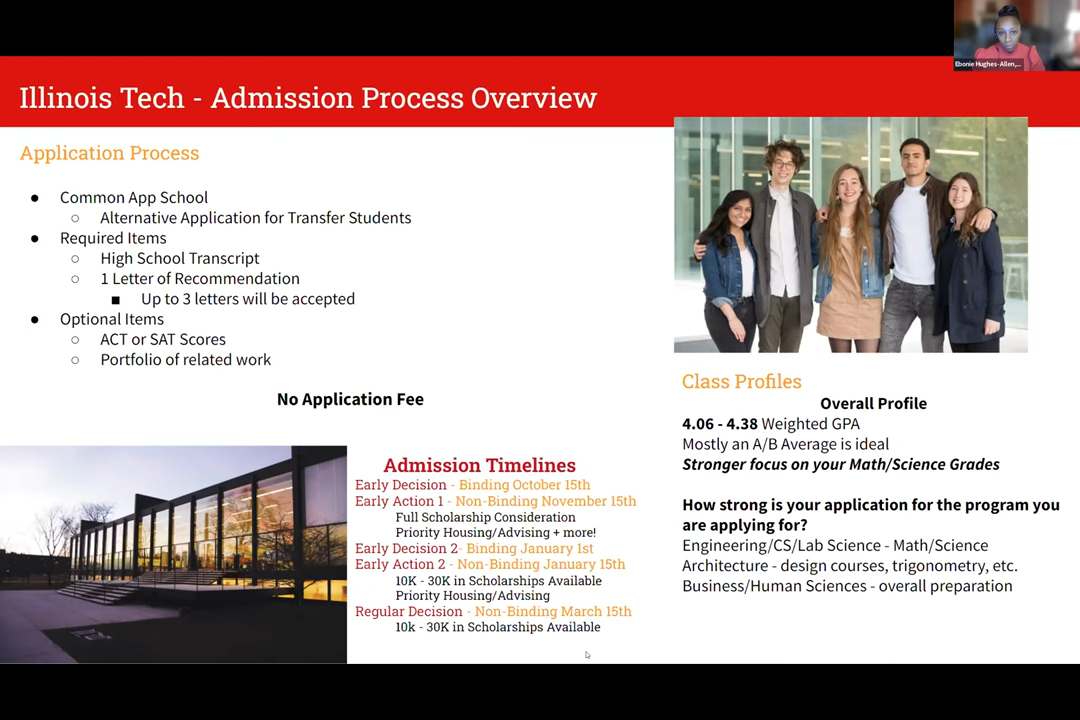 Ebonie Hughes-Allen,...
Illinois Tech - Admission Process Overview
Application Process
● Common App School
○ Alternative Application for Transfer Students
● Required Items
○ High School Transcript
○ 1 Letter of Recommendation
■ Up to 3 letters will be accepted
● Optional Items
○ ACT or SAT Scores
○ Portfolio of related work
No Application Fee
Admission Timelines
Early Decision - Binding October 15th
Early Action 1 - Non-Binding November 15th
Full Scholarship Consideration
Priority Housing/Advising + more!
Early Decision 2- Binding January 1st
Early Action 2 - Non-Binding January 15th
10K - 30K in Scholarships Available
Priority Housing/Advising
Regular Decision - Non-Binding March 15th
10k - 30K in Scholarships Available
Class Profiles
Overall Profile
4.06 - 4.38 Weighted GPA
Mostly an A/B Average is ideal
Stronger focus on your Math/Science Grades
How strong is your application for the program you
are applying for?
Engineering/CS/Lab Science - Math/Science
Architecture - design courses, trigonometry, etc.
Business/Human Sciences - overall preparation